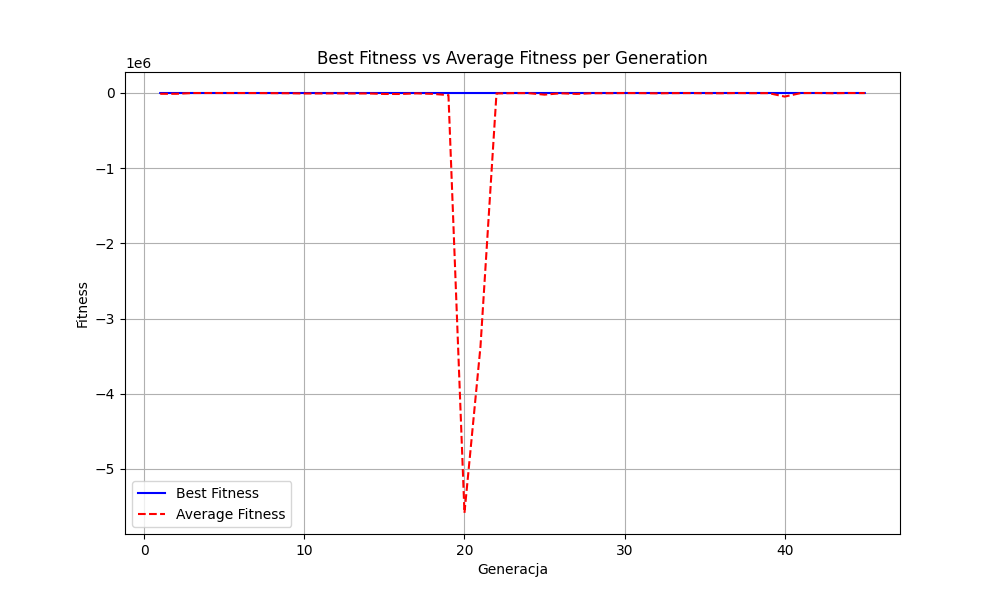 Best Fitness vs Average Fitness per Generation
1e6
0
−1
−2
−3
−4
−5
Fitness
Best Fitness
Average Fitness
0 10 20 30 40
Generacja